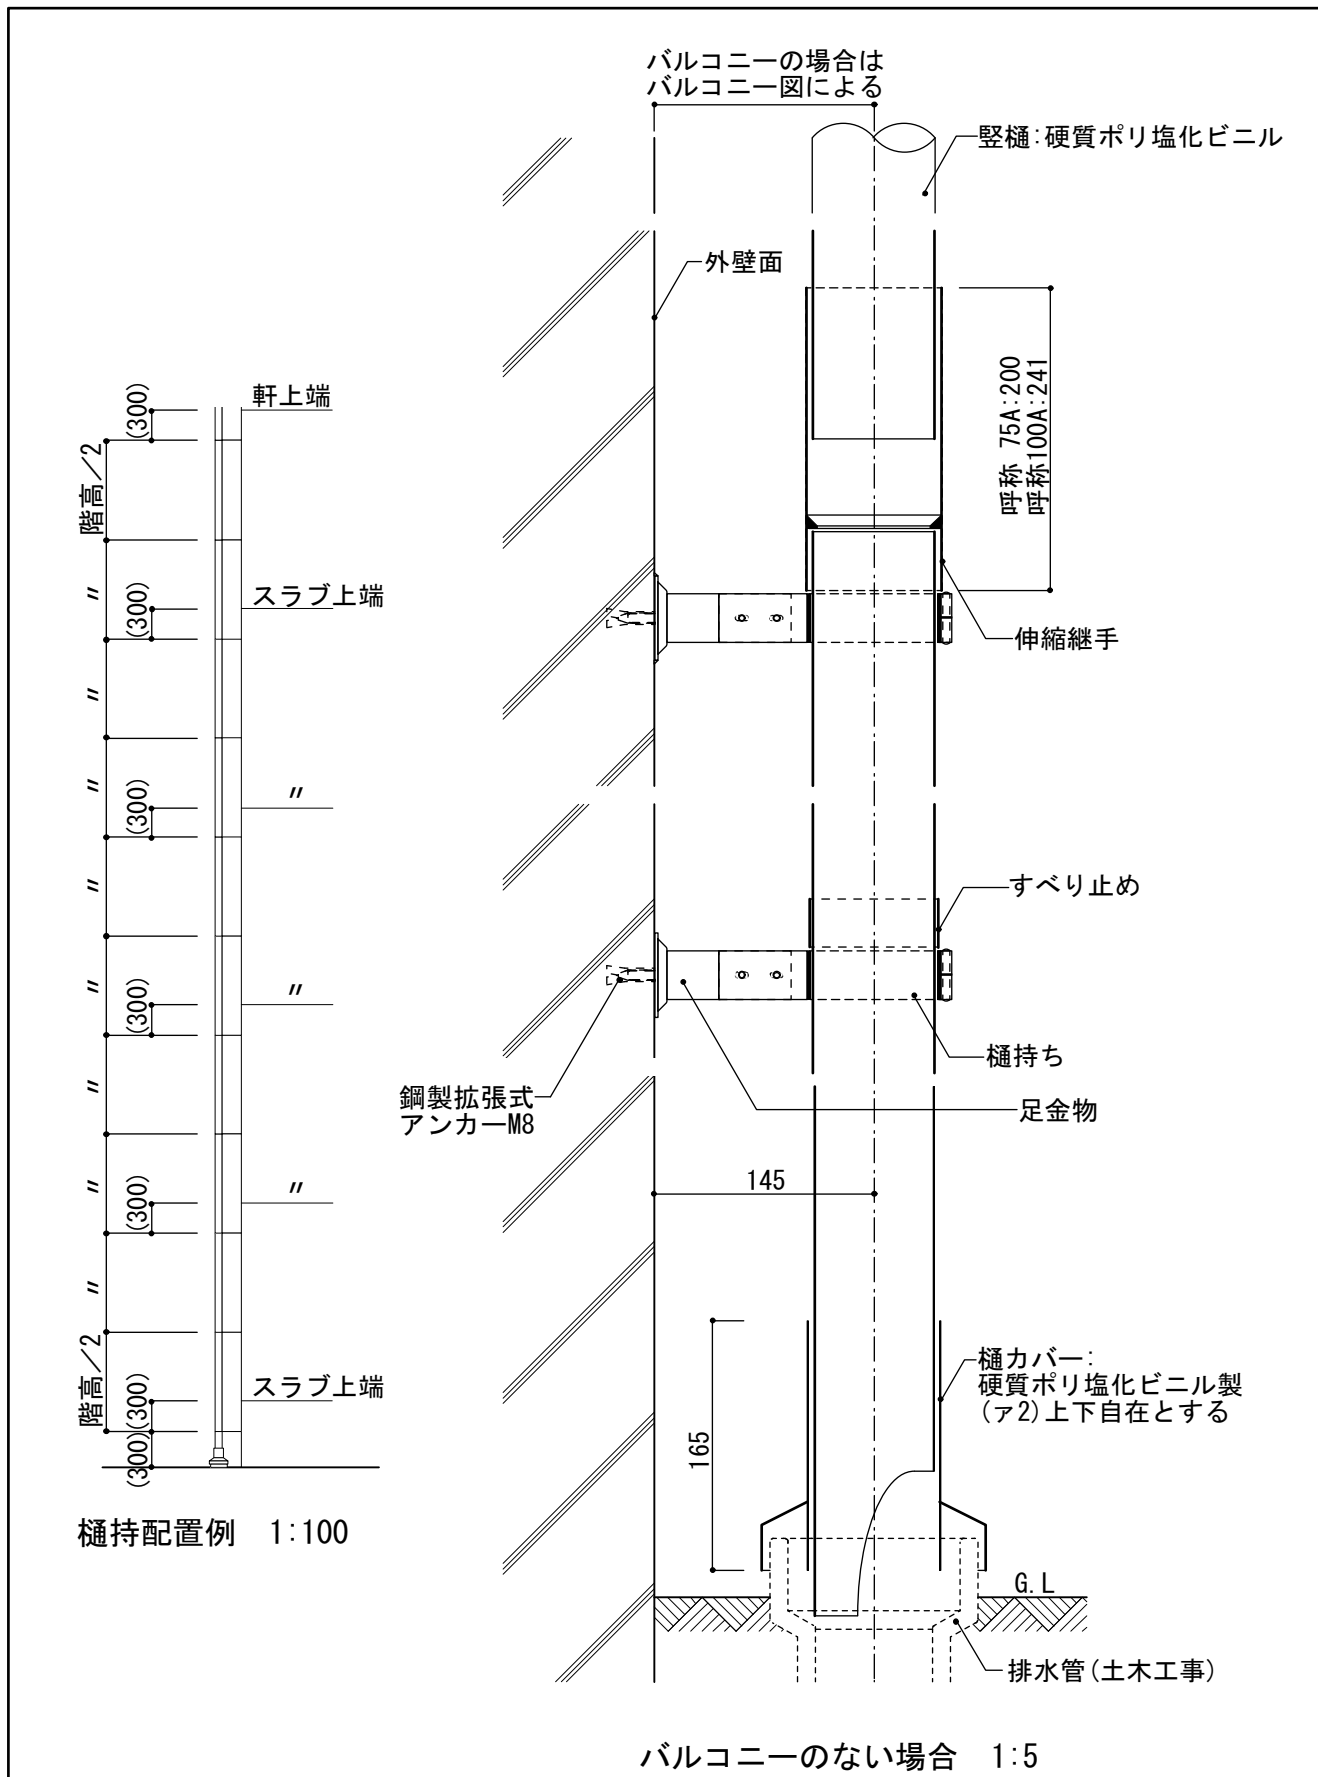 バルコニーの場合は
バルコニー図による
竪樋:硬質ポリ塩化ビニル
外壁面
呼称 75A:200
呼称100A:241
伸縮継手
すべり止め
樋持ち
足金物
鋼製拡張式
アンカーM8
145
165
樋カバー:
硬質ポリ塩化ビニル製
(ァ2)上下自在とする
G.L
排水管(土木工事)
バルコニーのない場合 1:5
軒上端
(300)
階高/2
〃
スラブ上端
(300)
〃
〃
(300)
〃
〃
〃
(300)
〃
〃
(300)
〃
〃
〃
階高/2
スラブ上端
(300)
(300)
樋持配置例 1:100